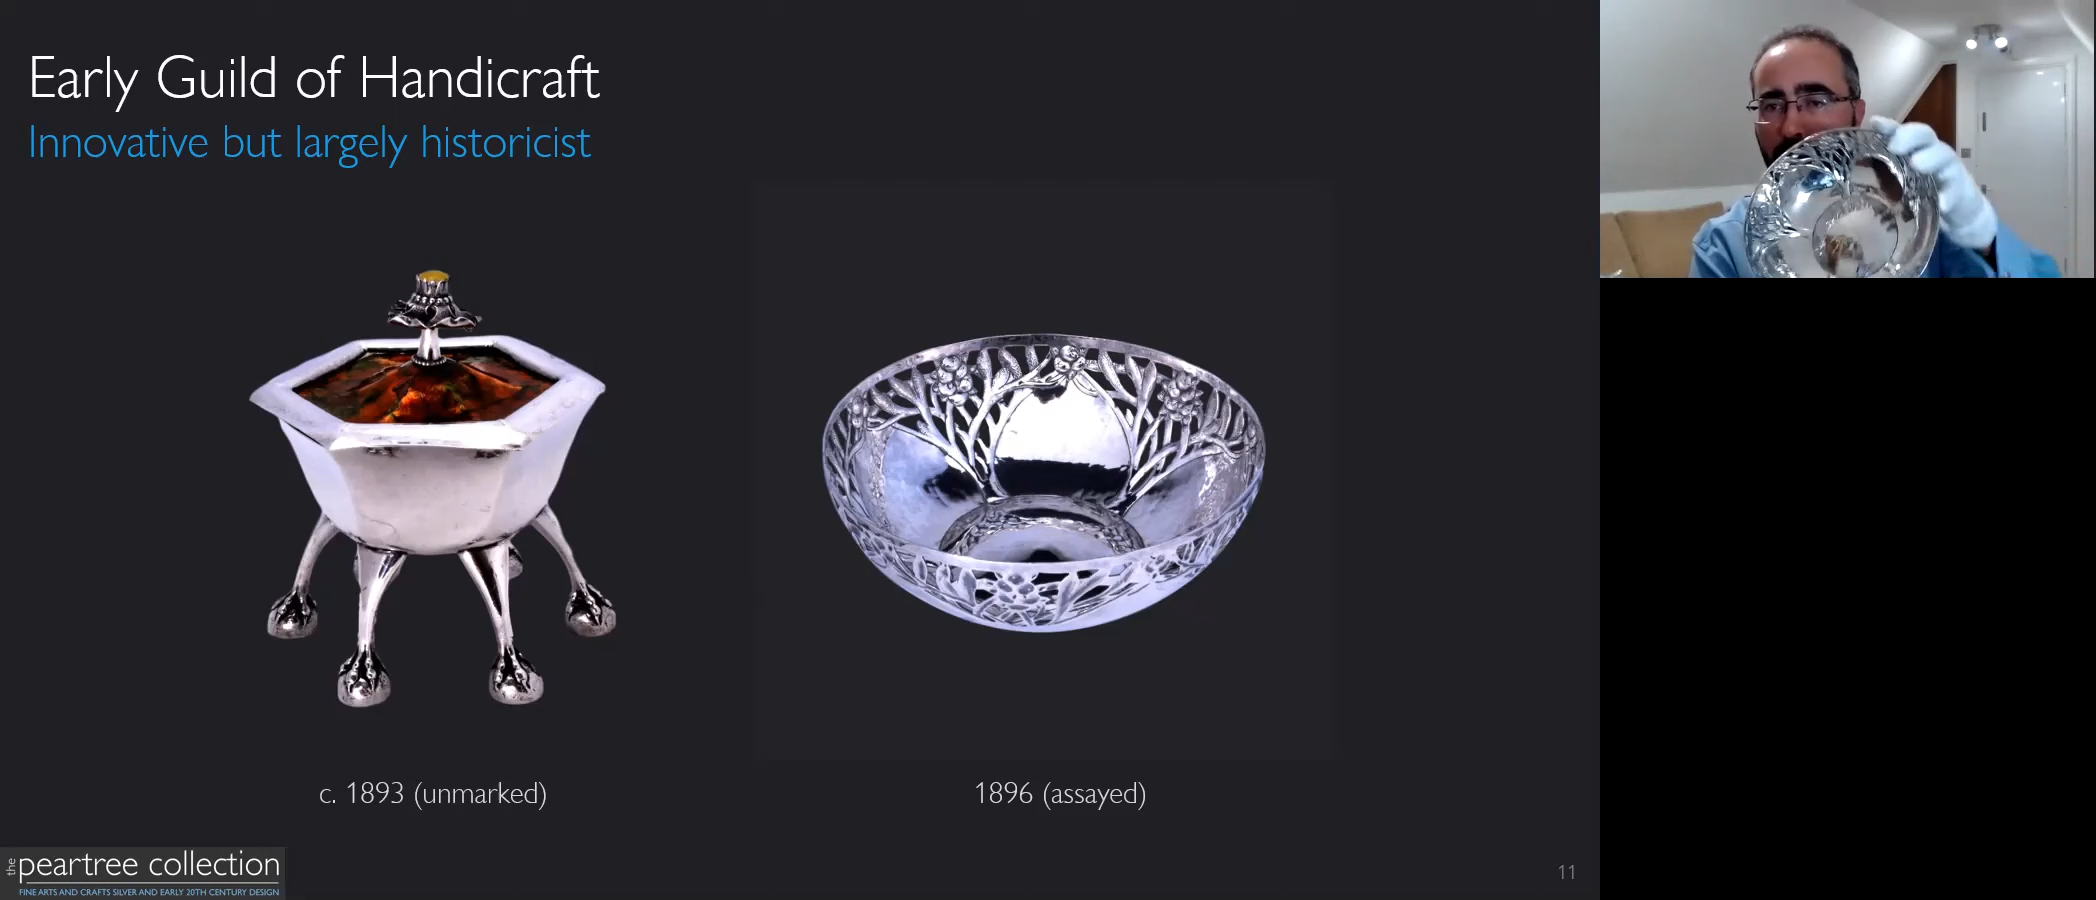 Early Guild of Handicraft
Innovative but largely historicist
c. 1893 (unmarked)
1896 (assayed)
the peartree collection
FINE ARTS AND CRAFTS SILVER AND EARLY 20TH CENTURY DESIGN
11